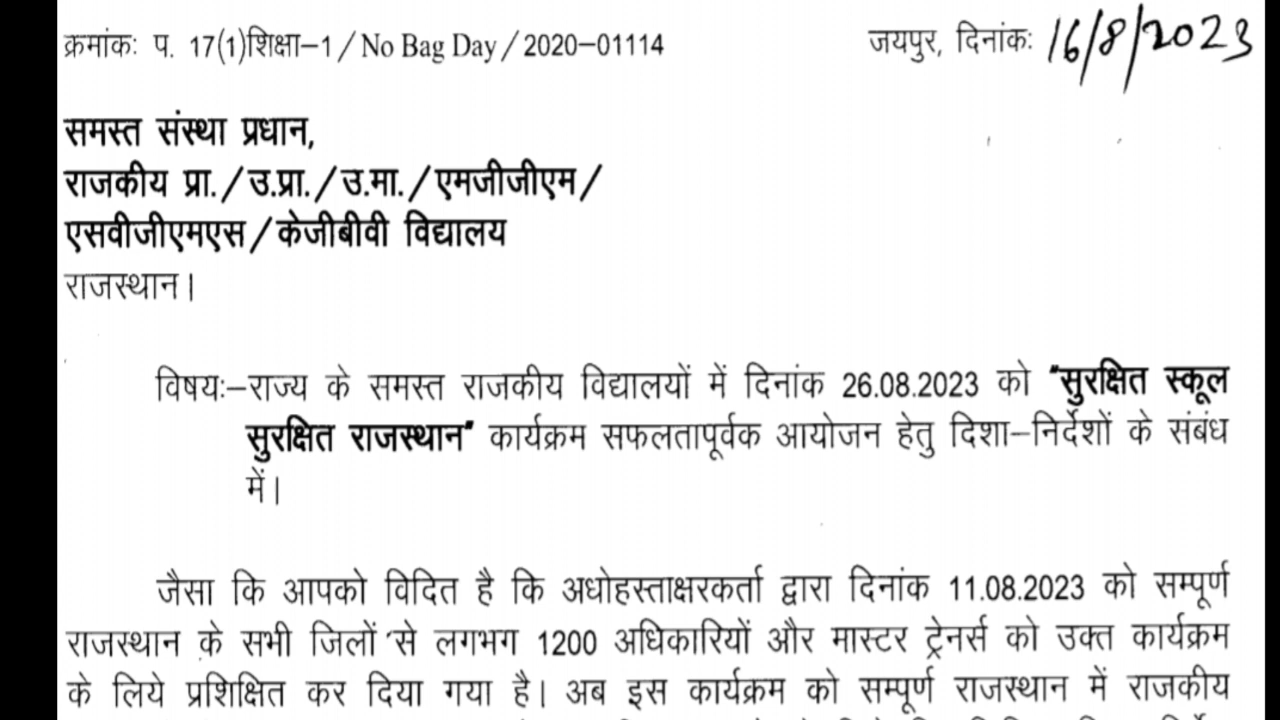 क्रमांकः प. 17(1)शिक्षा–1/No Bag Day/2020–01114
जयपुर, दिनांकः 16/8/2023
समस्त संस्था प्रधान,
राजकीय प्रा./उ.प्रा./उ.मा./एमजीजीएम/
एसवीजीएमएस/केजीबीवी विद्यालय
राजस्थान।
विषयः–राज्य के समस्त राजकीय विद्यालयों में दिनांक 26.08.2023 को "सुरक्षित स्कूल
सुरक्षित राजस्थान" कार्यक्रम सफलतापूर्वक आयोजन हेतु दिशा–निर्देशों के संबंध
में।
जैसा कि आपको विदित है कि अधोहस्ताक्षरकर्ता द्वारा दिनांक 11.08.2023 को सम्पूर्ण
राजस्थान के सभी जिलों से लगभग 1200 अधिकारियों और मास्टर ट्रेनर्स को उक्त कार्यक्रम
के लिये प्रशिक्षित कर दिया गया है। अब इस कार्यक्रम को सम्पूर्ण राजस्थान में राजकीय